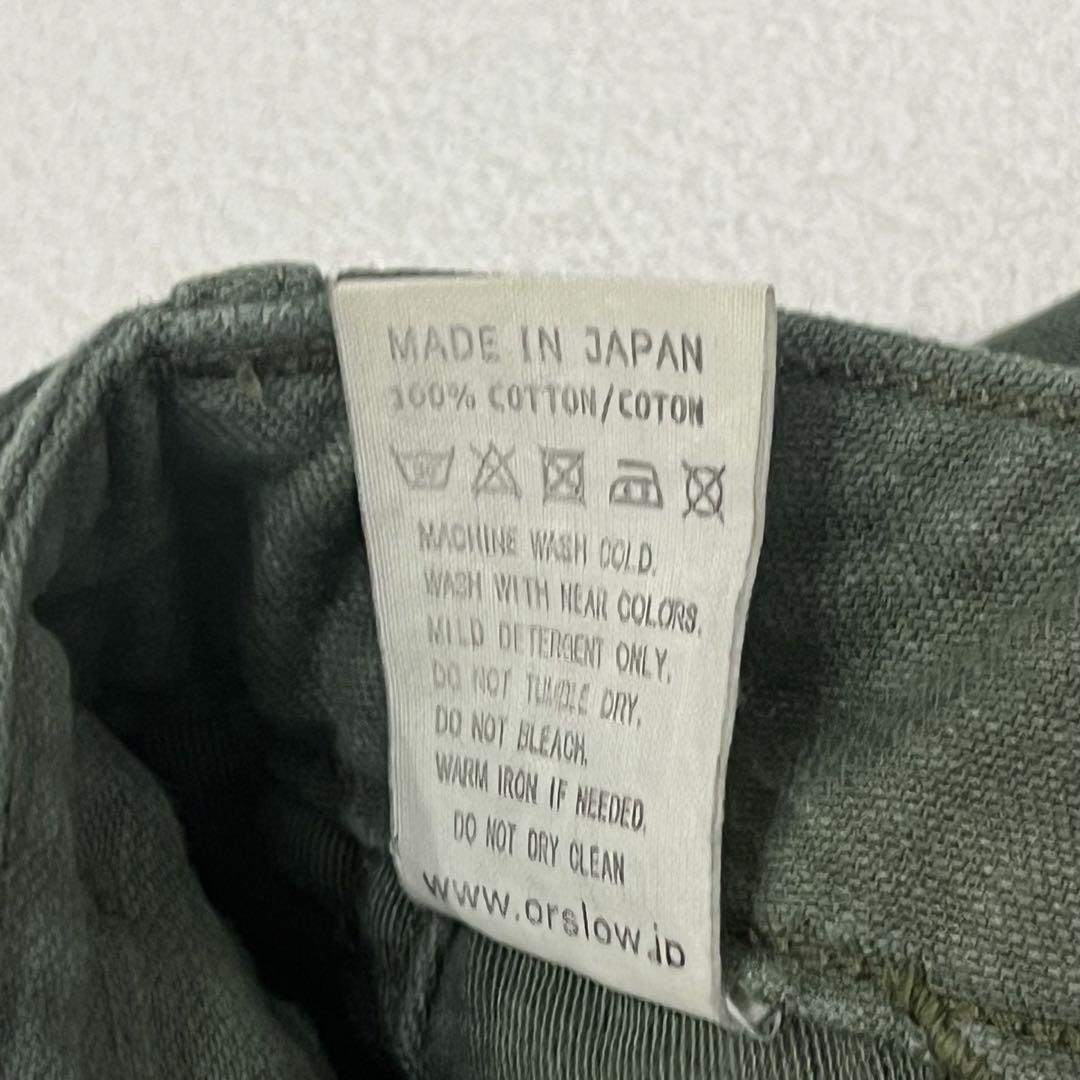 MADE IN JAPAN
100% COTTON/COTON
MACHINE WASH COLD.
WASH WITH NEAR COLORS.
MILD DETERGENT ONLY.
DO NOT TUMBLE DRY.
DO NOT BLEACH.
WARM IRON IF NEEDED.
DO NOT DRY CLEAN
www.orslow.jp